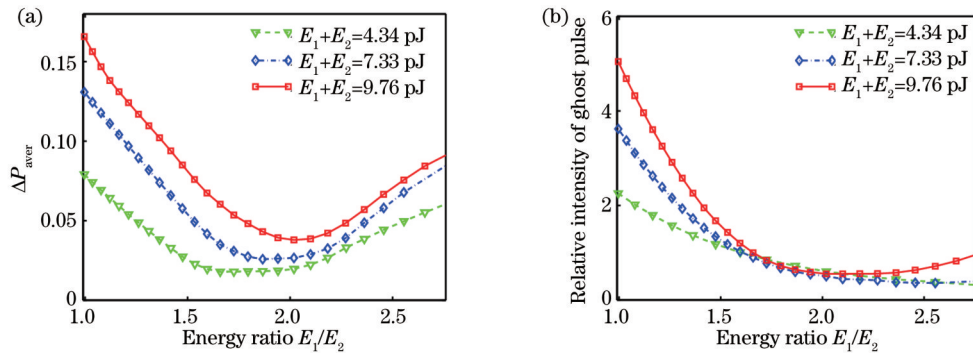 (a)
E₁+E₂=4.34 pJ
E₁+E₂=7.33 pJ
E₁+E₂=9.76 pJ
0.15
0.10
0.05
0
ΔP_aver
1.0 1.5 2.0 2.5
Energy ratio E₁/E₂
(b)
E₁+E₂=4.34 pJ
E₁+E₂=7.33 pJ
E₁+E₂=9.76 pJ
6
4
2
0
Relative intensity of ghost pulse
1.0 1.5 2.0 2.5
Energy ratio E₁/E₂